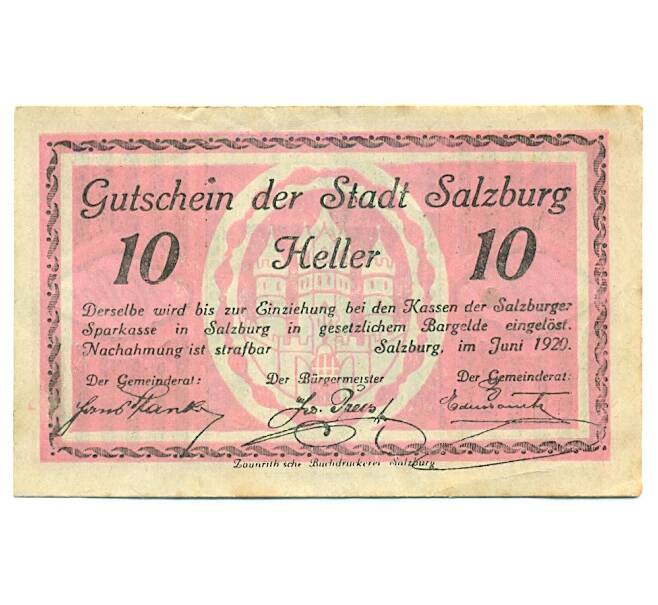 Gutschein der Stadt Salzburg
10 Heller 10
Derselbe wird bis zur Einziehung bei den Kassen der Salzburger
Sparkasse in Salzburg in gesetzlichem Bargelde eingelöst.
Nachahmung ist strafbar Salzburg, im Juni 1920.
Der Gemeinderat: Der Bürgermeister Der Gemeinderat:
Jos. Preis
Zaunrith'sche Buchdruckerei Salzburg